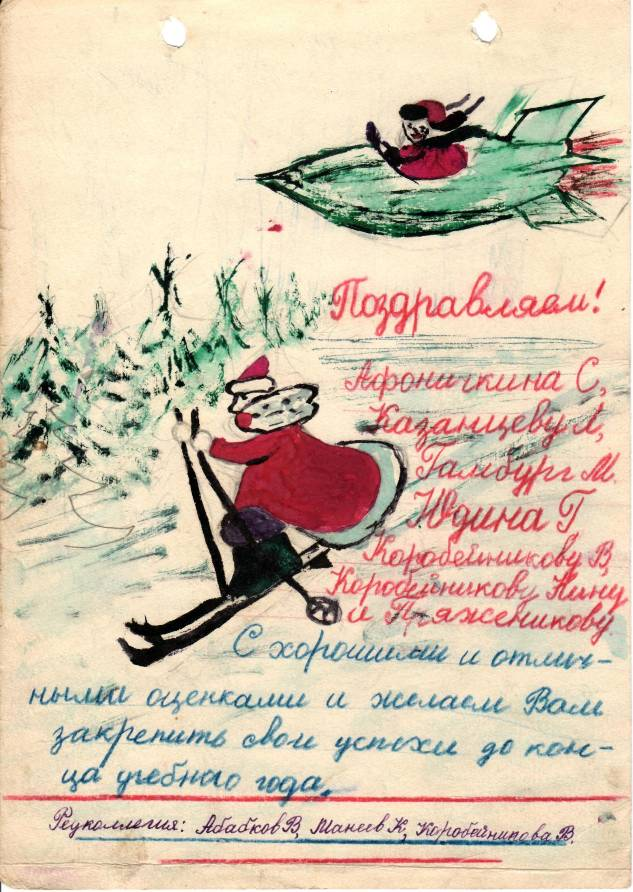 Поздравляем!
Афоничкина С,
Казанцеву Л,
Гамбург М.
Юдина Г,
Коробейникову В,
Коробейникову Нину
и Пряженикову.
С хорошими и отлич-
ными оценками и желаем Вам
закрепить свои успехи до кон-
ца учебного года.
Редколлегия: Абабков В, Манеев К, Коробейникова В.